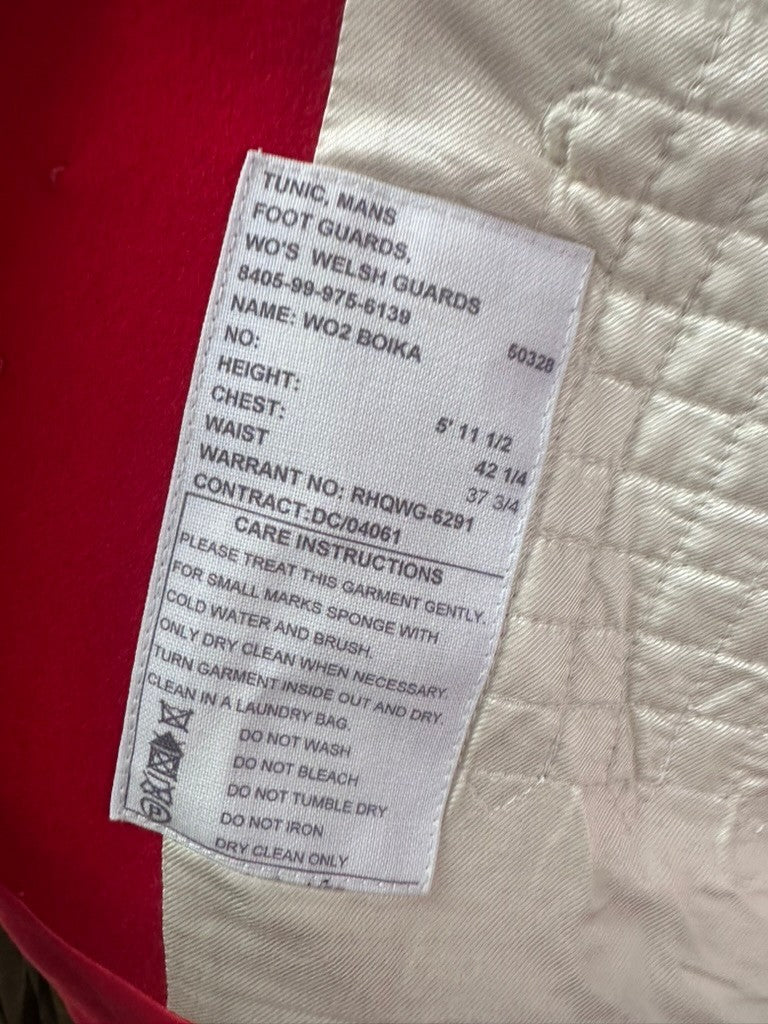 TUNIC, MANS
FOOT GUARDS,
WO'S WELSH GUARDS
8405-99-975-6139
NAME: WO2 BOIKA 50328
NO:
HEIGHT: 5' 11 1/2
CHEST: 42 1/4
WAIST 37 3/4
WARRANT NO: RHQWG-6291
CONTRACT:DC/04061
CARE INSTRUCTIONS
PLEASE TREAT THIS GARMENT GENTLY.
FOR SMALL MARKS SPONGE WITH
COLD WATER AND BRUSH.
ONLY DRY CLEAN WHEN NECESSARY.
TURN GARMENT INSIDE OUT AND DRY
CLEAN IN A LAUNDRY BAG.
DO NOT WASH
DO NOT BLEACH
DO NOT TUMBLE DRY
DO NOT IRON
DRY CLEAN ONLY